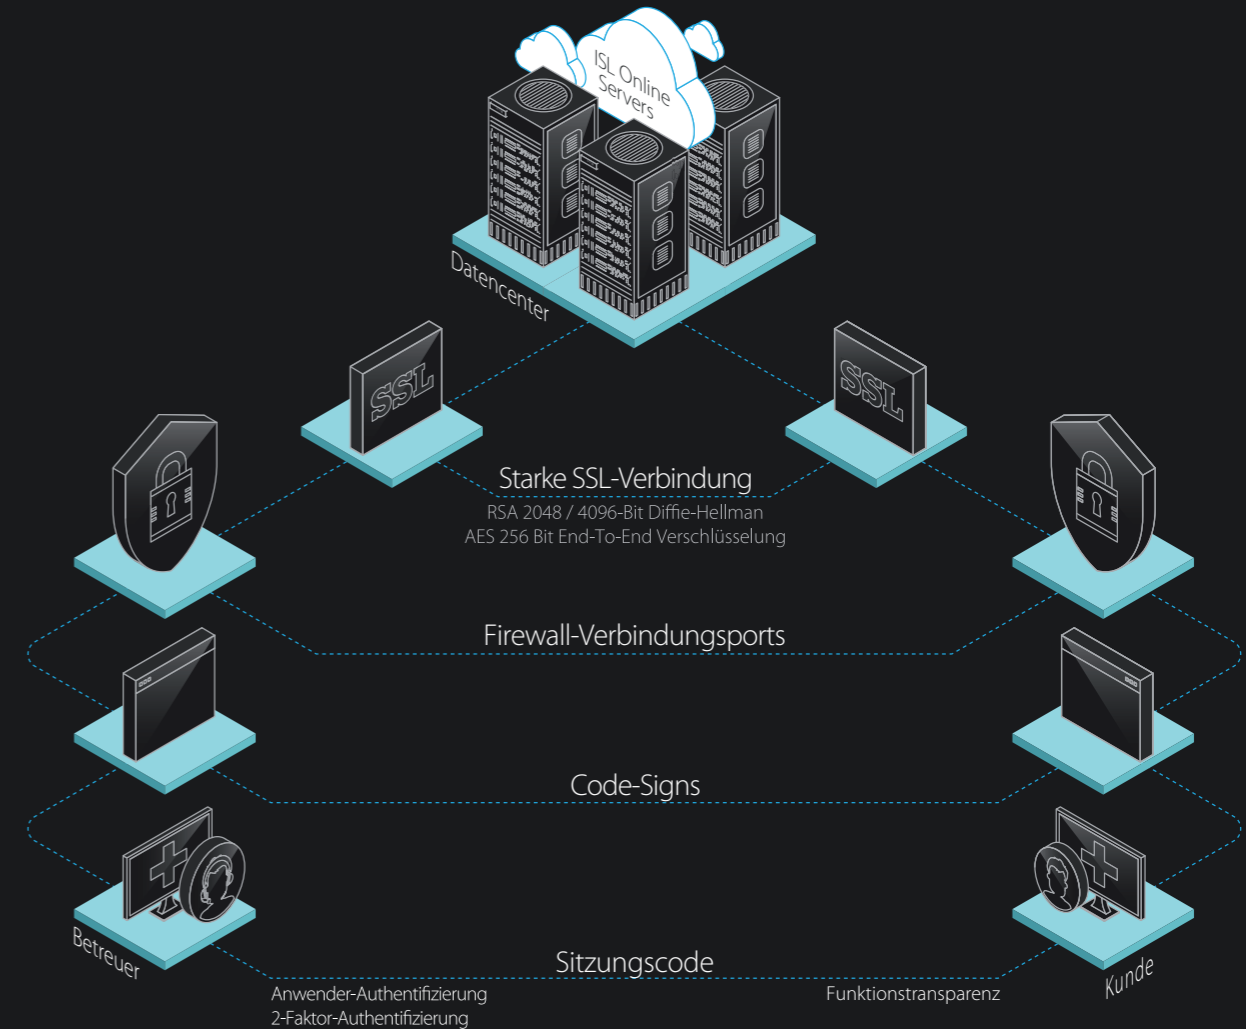 ISL Online
Servers
Datencenter
SSL
SSL
Starke SSL-Verbindung
RSA 2048 / 4096-Bit Diffie-Hellman
AES 256 Bit End-To-End Verschlüsselung
Firewall-Verbindungsports
Code-Signs
Betreuer
Sitzungscode
Kunde
Anwender-Authentifizierung
Funktionstransparenz
2-Faktor-Authentifizierung